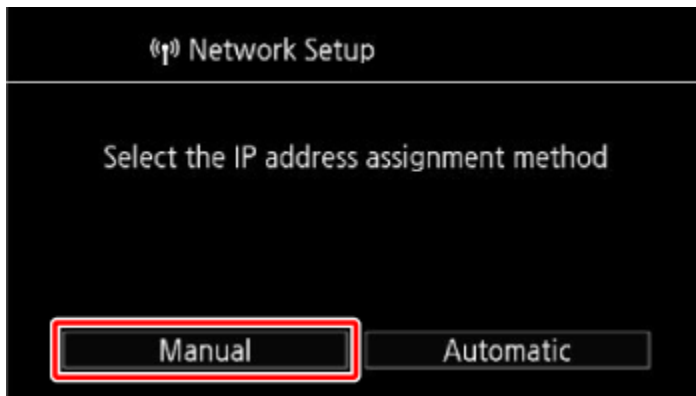 Network Setup
Select the IP address assignment method
Manual Automatic